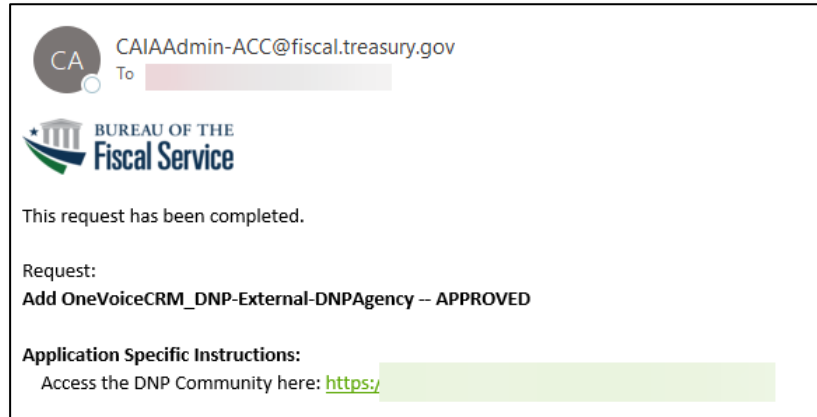 CA
CAIAAdmin-ACC@fiscal.treasury.gov
To
BUREAU OF THE
Fiscal Service
This request has been completed.
Request:
Add OneVoiceCRM_DNP-External-DNPAgency -- APPROVED
Application Specific Instructions:
Access the DNP Community here: https:/